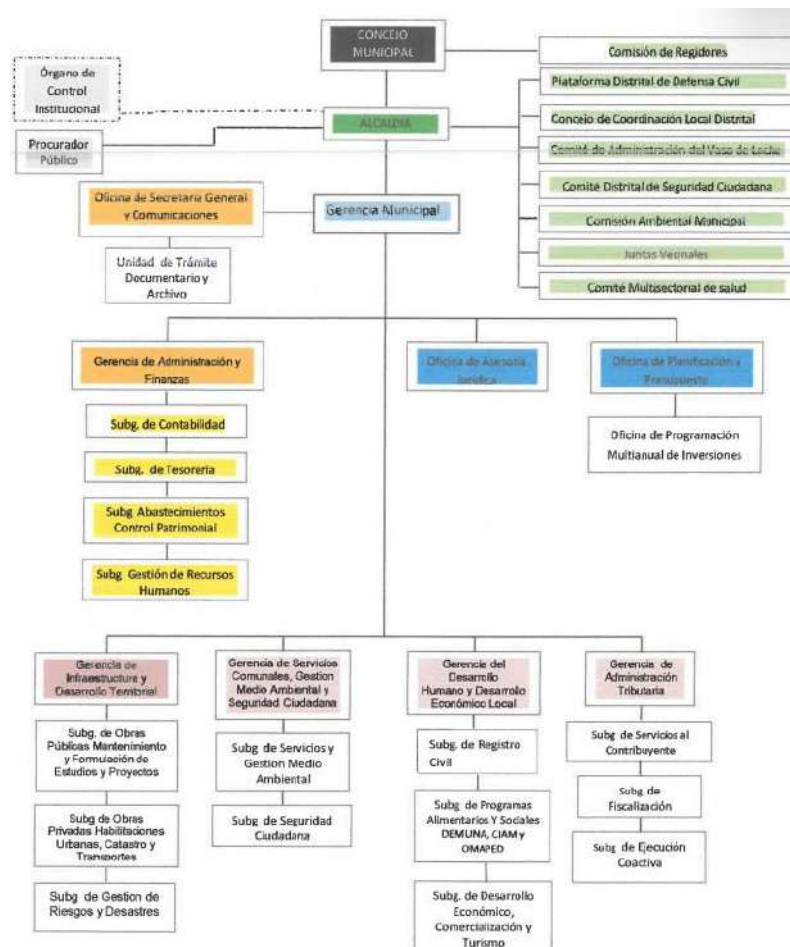 CONCEJO
MUNICIPAL
Comisión de Regidores
Órgano de
Control
Institucional
Plataforma Distrital de Defensa Civil
ALCALDIA
Concejo de Coordinación Local Distrital
Procurador
Público
Comité de Administración del Vaso de Leche
Oficina de Secretaria General
y Comunicaciones
Gerencia Municipal
Comité Distrital de Seguridad Ciudadana
Comisión Ambiental Municipal
Unidad de Trámite
Documentario y
Archivo
Juntas Vecinales
Comité Multisectorial de salud
Gerencia de Administración y
Finanzas
Oficina de Asesoría
Jurídica
Oficina de Planificación y
Presupuesto
Subg. de Contabilidad
Oficina de Programación
Multianual de Inversiones
Subg. de Tesorería
Subg Abastecimientos
Control Patrimonial
Subg Gestión de Recursos
Humanos
Gerencia de
Infraestructure y
Desarrollo Territorial
Gerencia de Servicios
Comunales, Gestion
Medio Ambiental y
Seguridad Ciudadana
Gerencia del
Desarrollo
Humano y Desarrolo
Económico Local
Gerencia de
Administración
Tributaria
Subg. de Obras
Públicas Mantenimiento
y Formulación de
Estudios y Proyectos
Subg de Servicios y
Gestion Medio
Ambiental
Subg. de Registro
Civil
Subg de Servicios al
Contribuyente
Subg de Obras
Privadas Habilitaciones
Urbanas, Catastro y
Transportes
Subg de Seguridad
Ciudadana
Subg de Programas
Alimentarios Y Sociales
DEMUNA, CIAM y
OMAPED
Subg de
Fiscalización
Subg de Ejecución
Coactiva
Subg de Gestion de
Riesgos y Desastres
Subg. de Desarrollo
Económico,
Comercialización y
Turismo